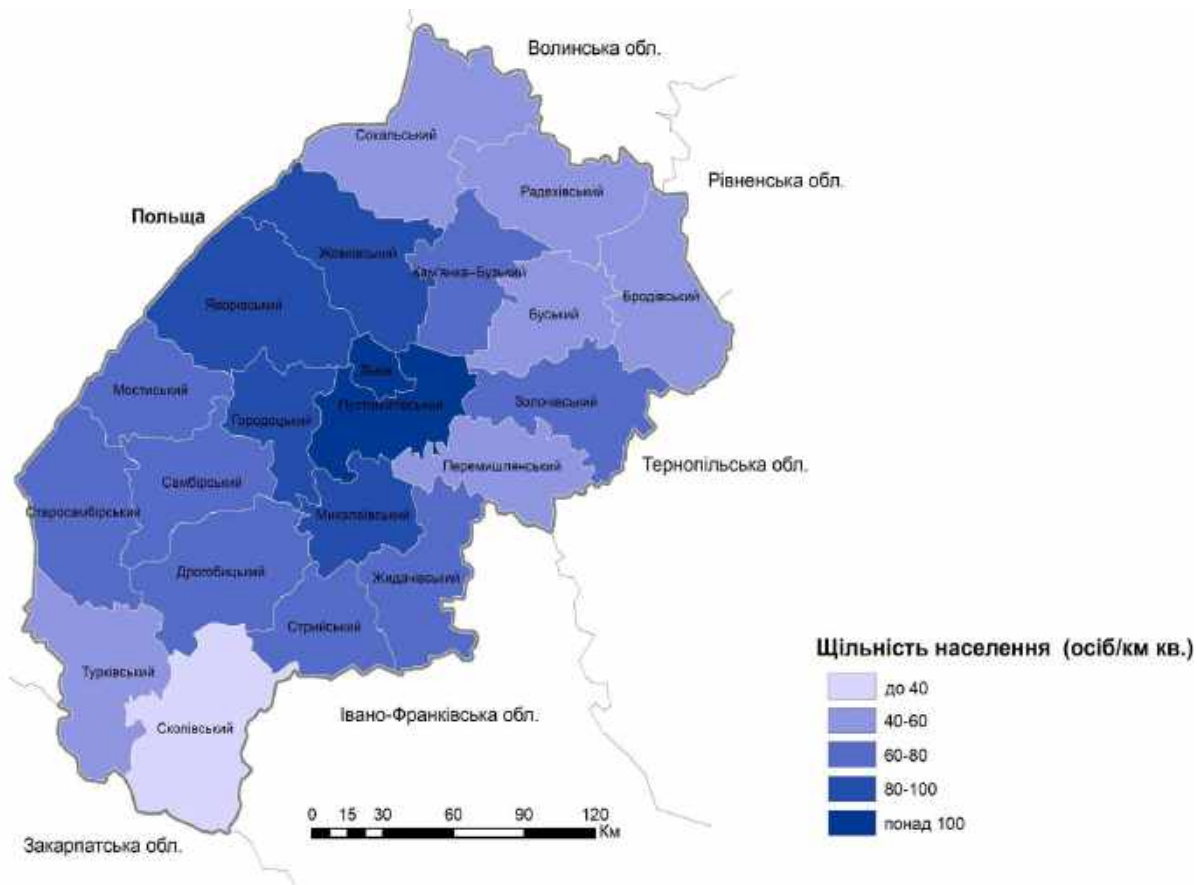 Волинська обл.
Сокальський
Радехівський
Рівненська обл.
Польща
Жовківський
Кам'янка–Бузький
Яворівський
Буський
Бродівський
Львів
Мостиський
Пустомитівський
Золочівський
Городоцький
Тернопільська обл.
Перемишлянський
Самбірський
Старосамбірський
Миколаївський
Дрогобицький
Жидачівський
Стрийський
Турківський
Сколівський
Івано-Франківська обл.
Закарпатська обл.
0 15 30 60 90 120
Км
Щільність населення (осіб/км кв.)
до 40
40-60
60-80
80-100
понад 100